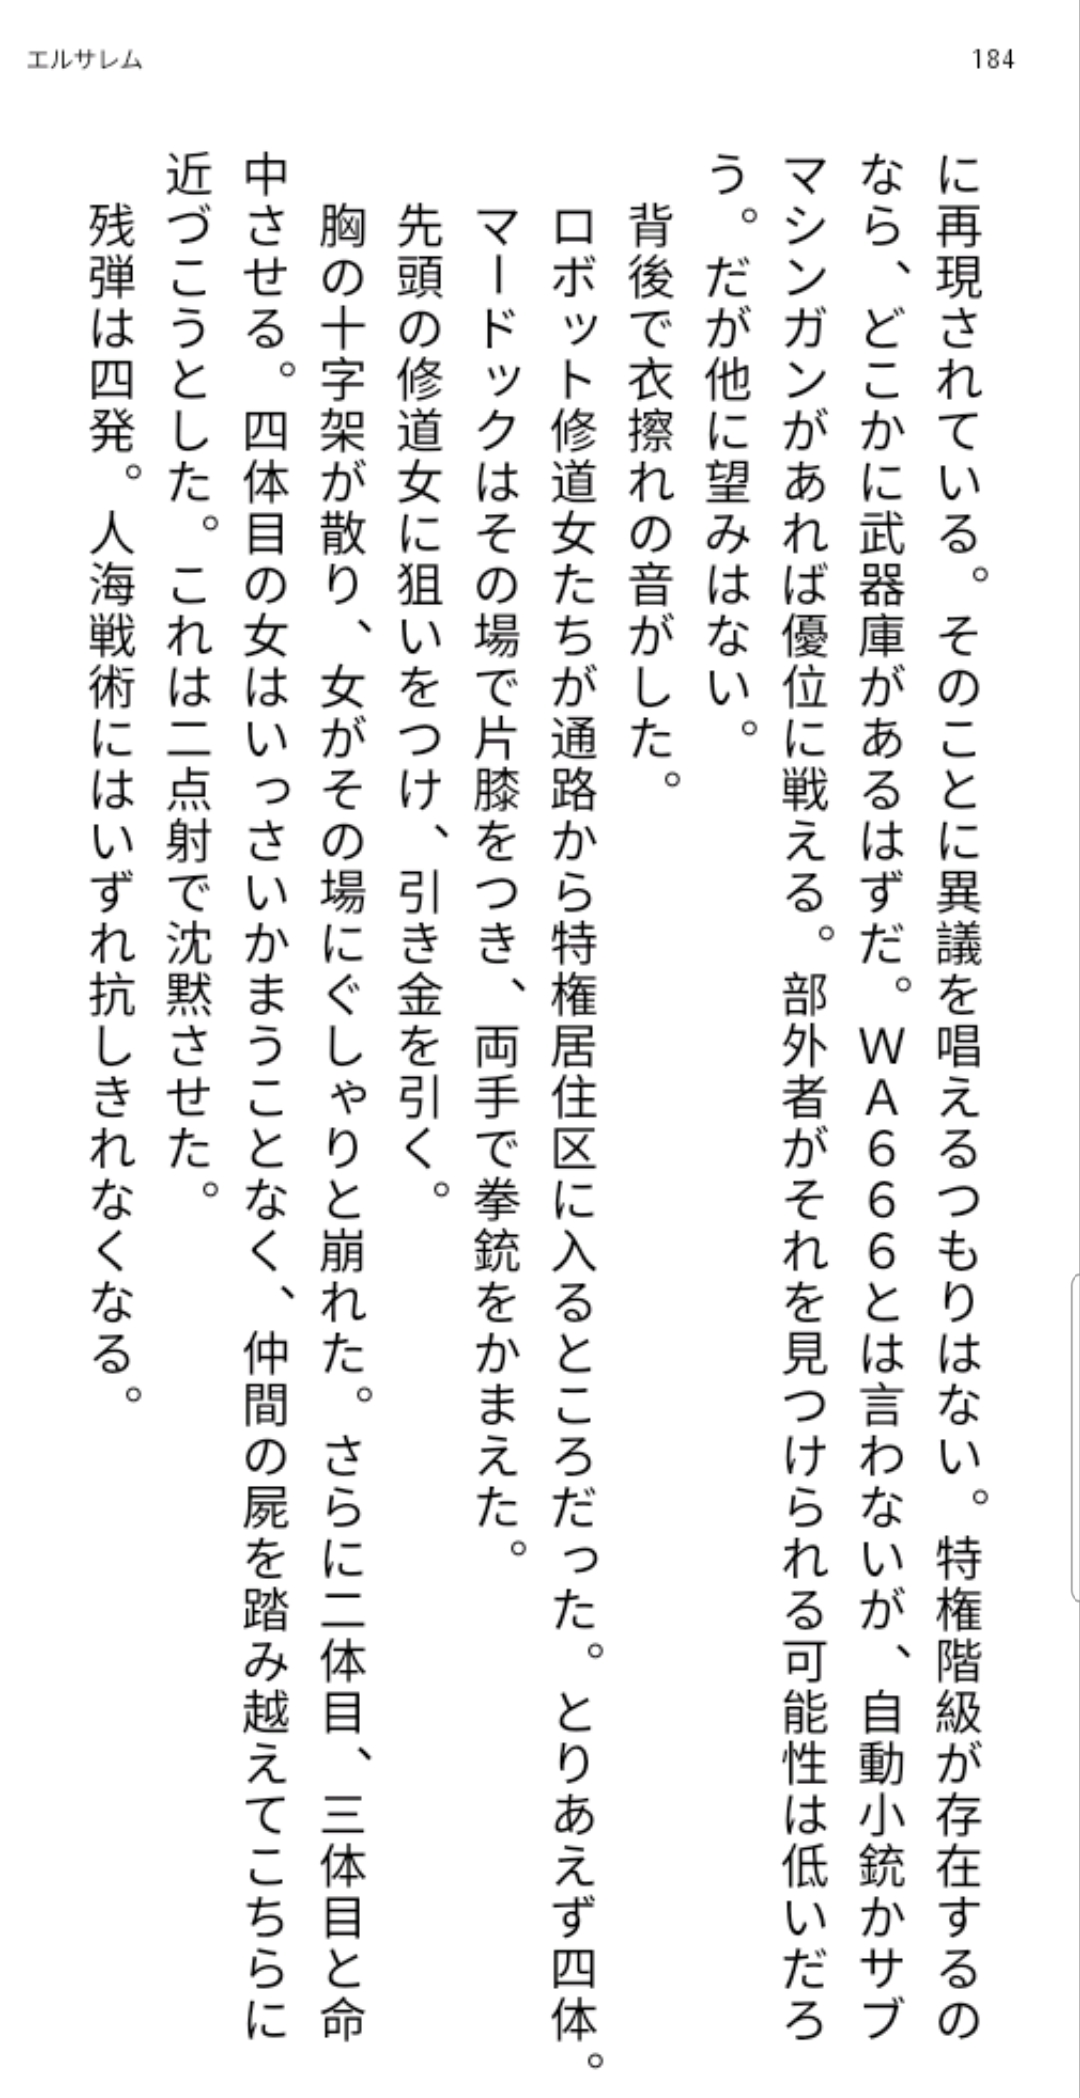 エルサレム
184
に再現されている。そのことに異議を唱えるつもりはない。特権階級が存在するの
なら、どこかに武器庫があるはずだ。ＷＡ６６６とは言わないが、自動小銃かサブ
マシンガンがあれば優位に戦える。部外者がそれを見つけられる可能性は低いだろ
う。だが他に望みはない。
背後で衣擦れの音がした。
ロボット修道女たちが通路から特権居住区に入るところだった。とりあえず四体。
マードックはその場で片膝をつき、両手で拳銃をかまえた。
先頭の修道女に狙いをつけ、引き金を引く。
胸の十字架が散り、女がその場にぐしゃりと崩れた。さらに二体目、三体目と命
中させる。四体目の女はいっさいかまうことなく、仲間の屍を踏み越えてこちらに
近づこうとした。これは二点射で沈黙させた。
残弾は四発。人海戦術にはいずれ抗しきれなくなる。